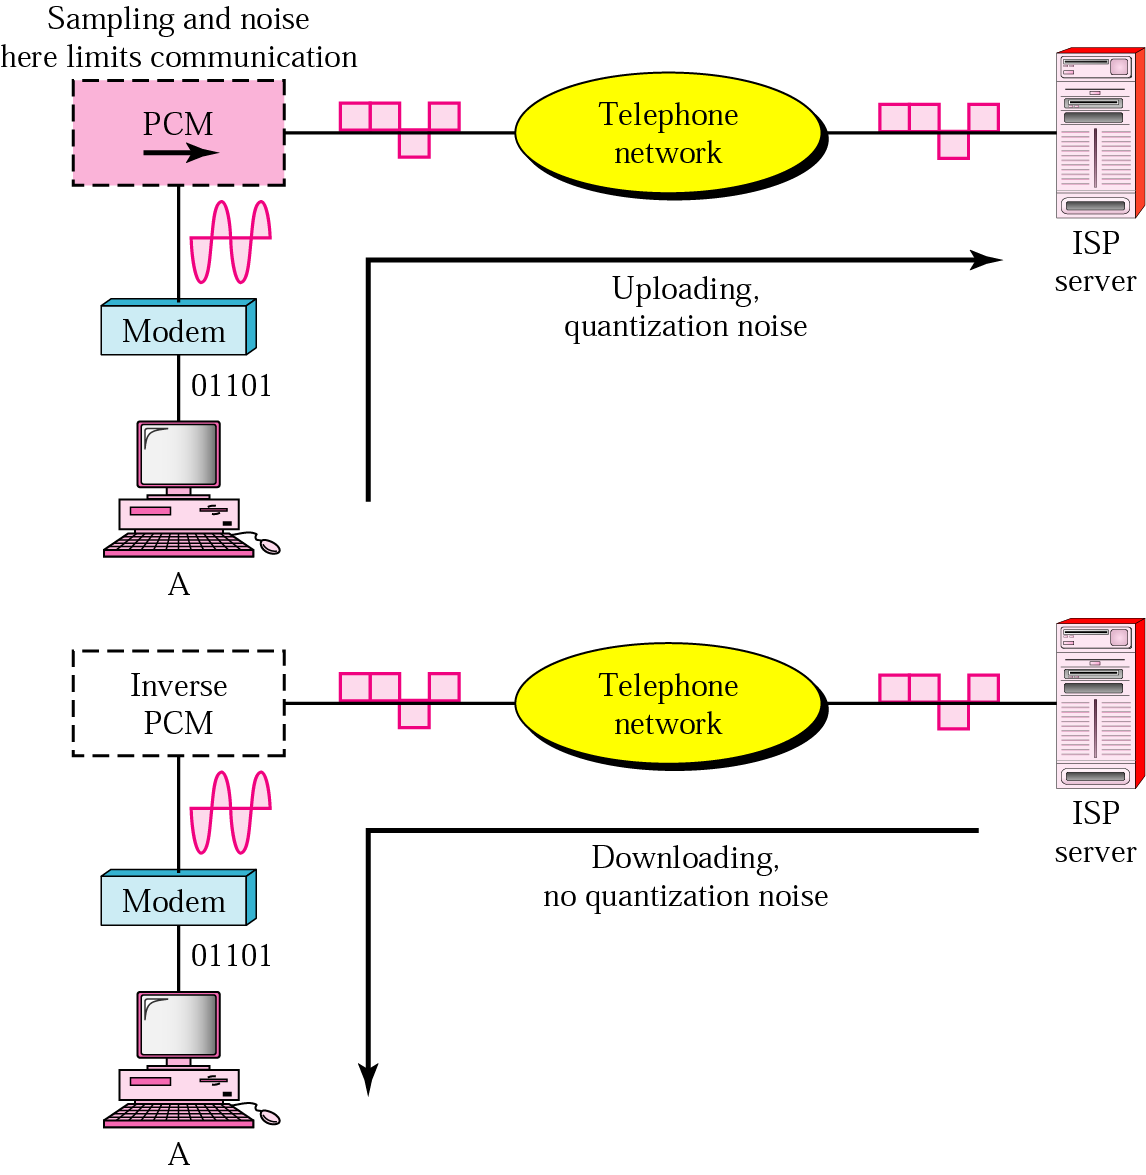 Sampling and noise
here limits communication
PCM
Telephone
network
ISP
server
Uploading,
quantization noise
Modem
01101
A
Inverse
PCM
Telephone
network
ISP
server
Downloading,
no quantization noise
Modem
01101
A